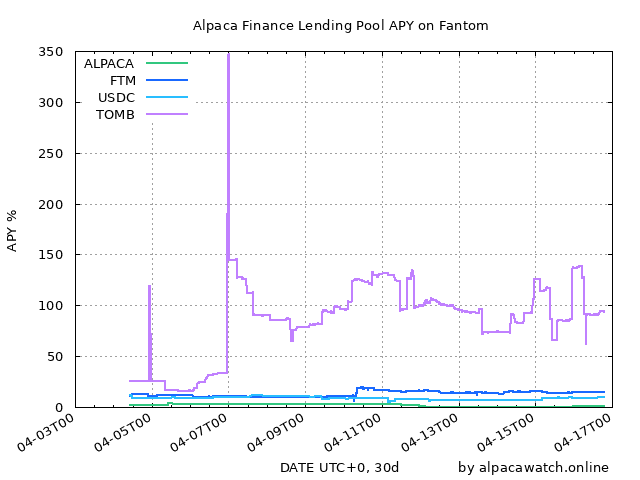 Alpaca Finance Lending Pool APY on Fantom
APY %
350
300
250
200
150
100
50
0
ALPACA
FTM
USDC
TOMB
04-03T00
04-05T00
04-07T00
04-09T00
04-11T00
04-13T00
04-15T00
04-17T00
DATE UTC+0, 30d
by alpacawatch.online